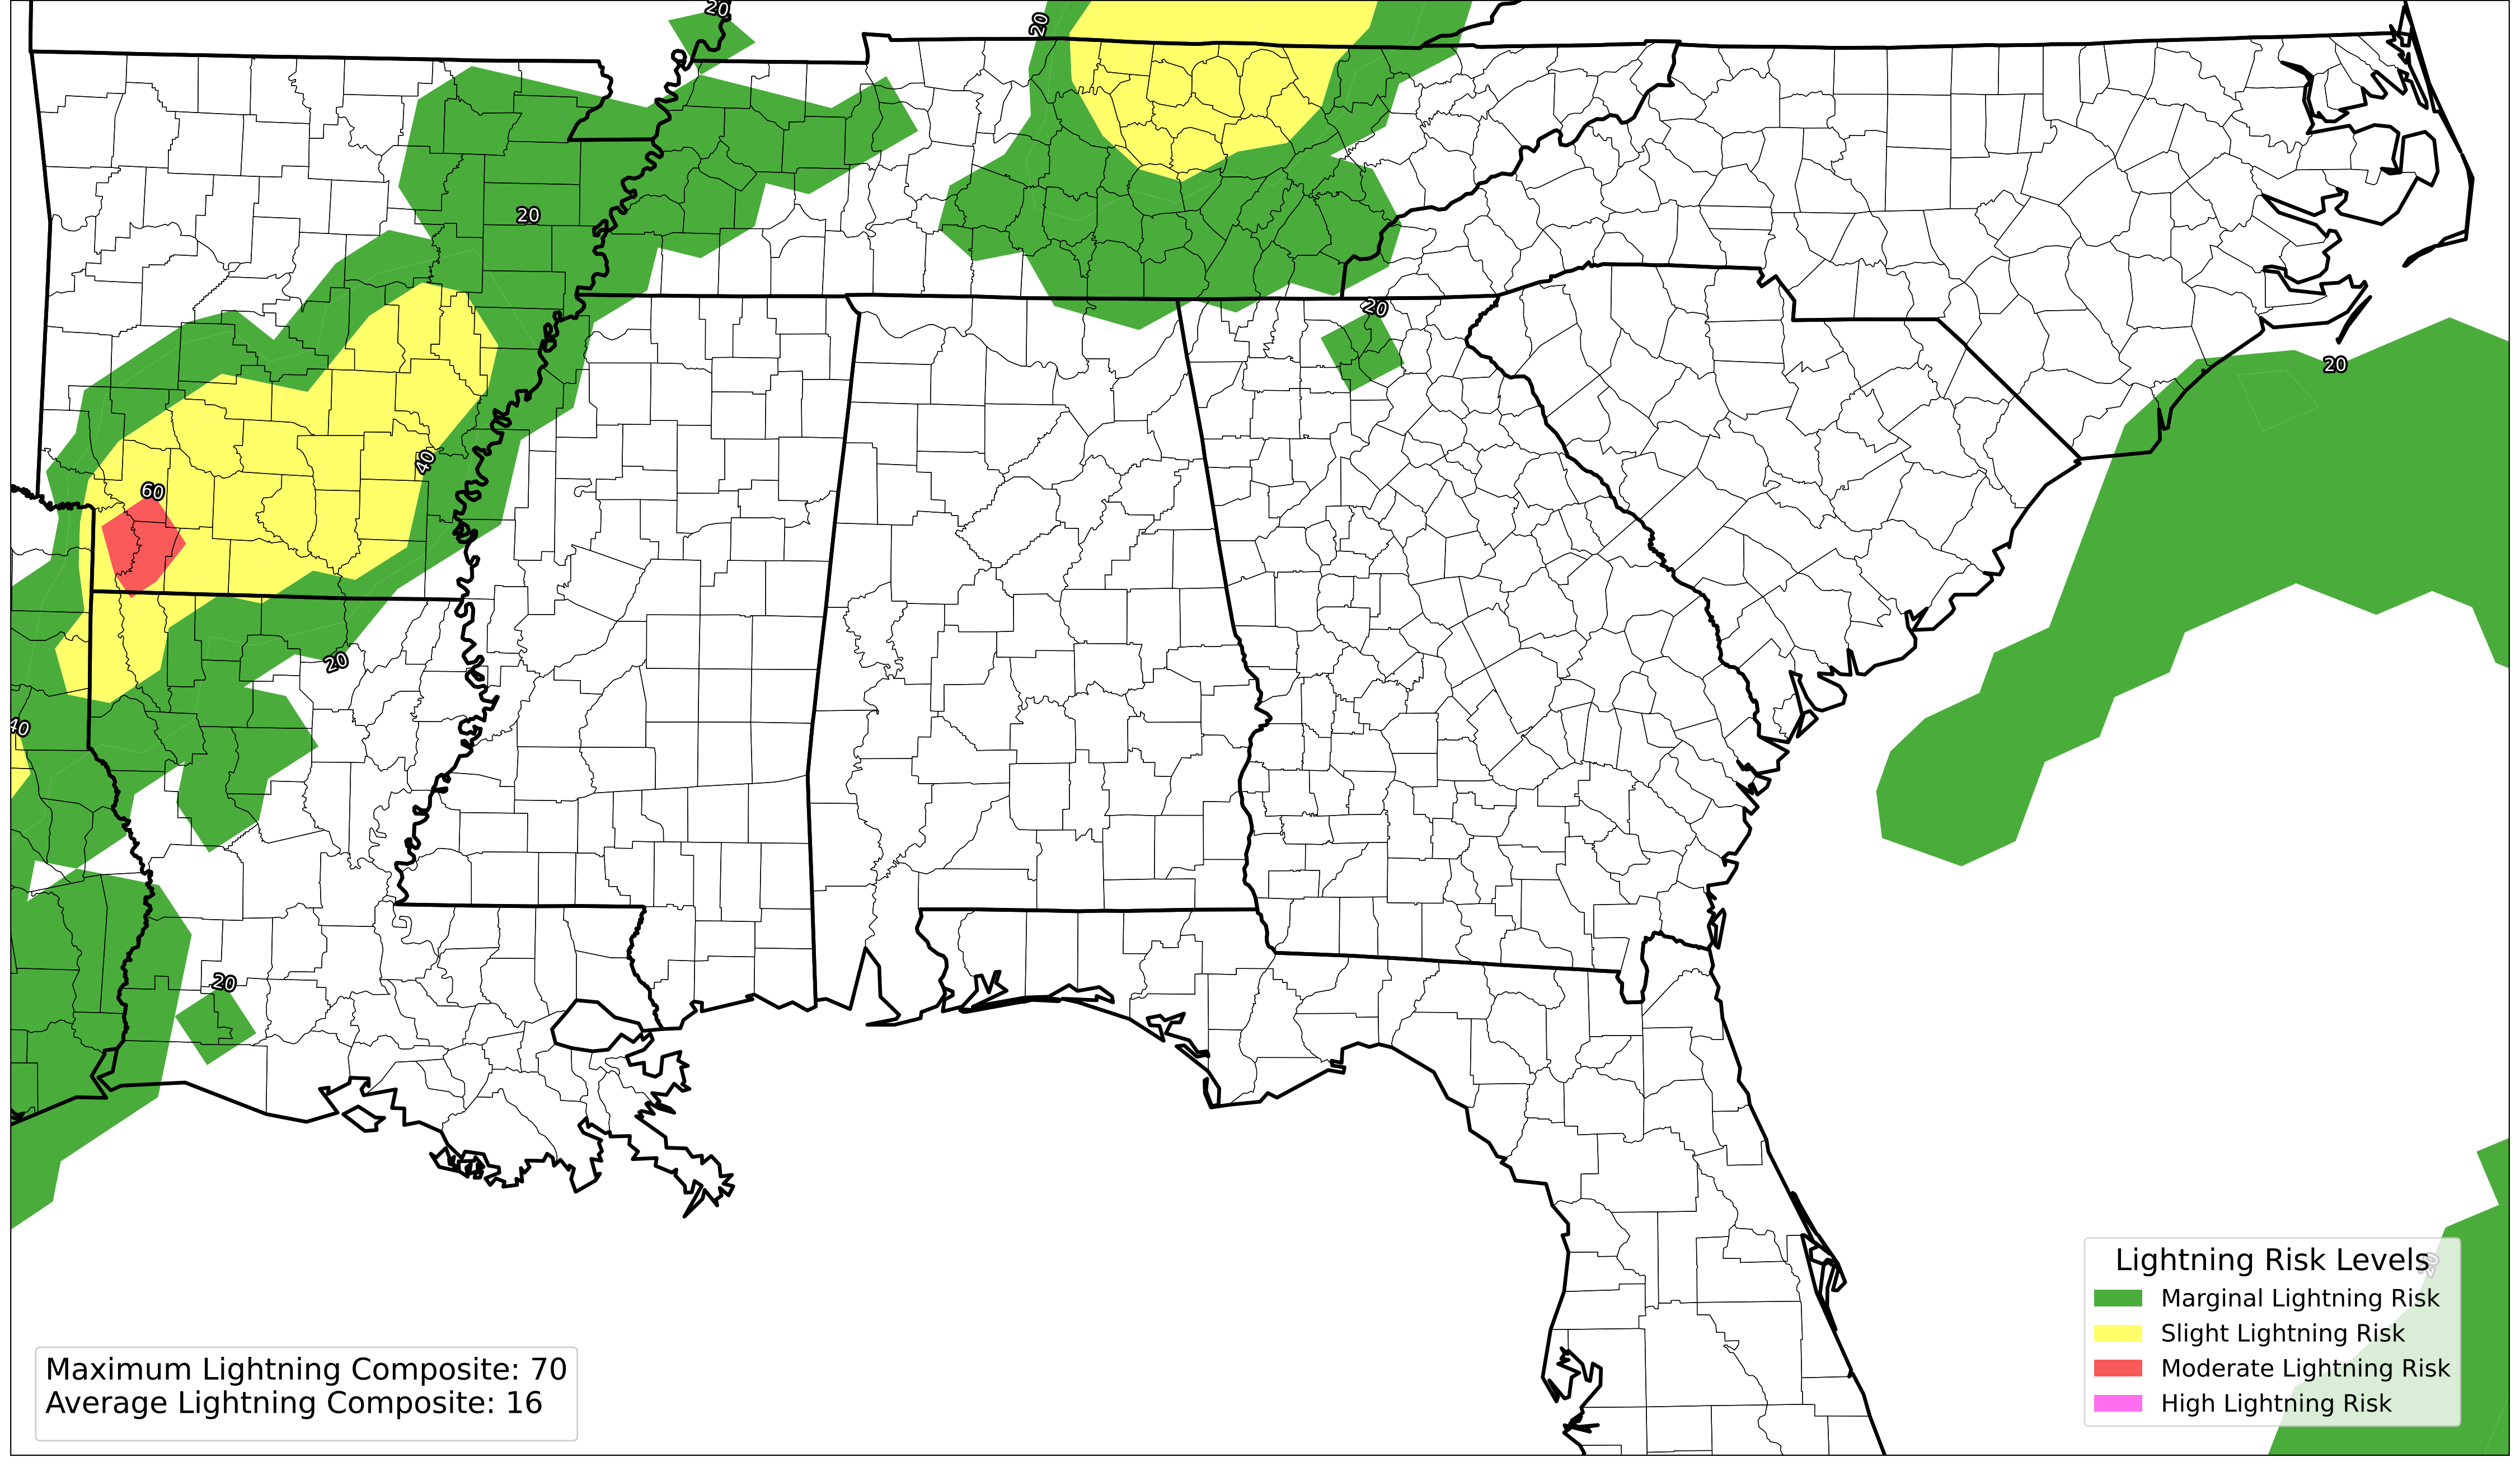 20
20
20
20
20
40
60
20
40
20
20
Lightning Risk Levels
Marginal Lightning Risk
Slight Lightning Risk
Moderate Lightning Risk
High Lightning Risk
Maximum Lightning Composite: 70
Average Lightning Composite: 16